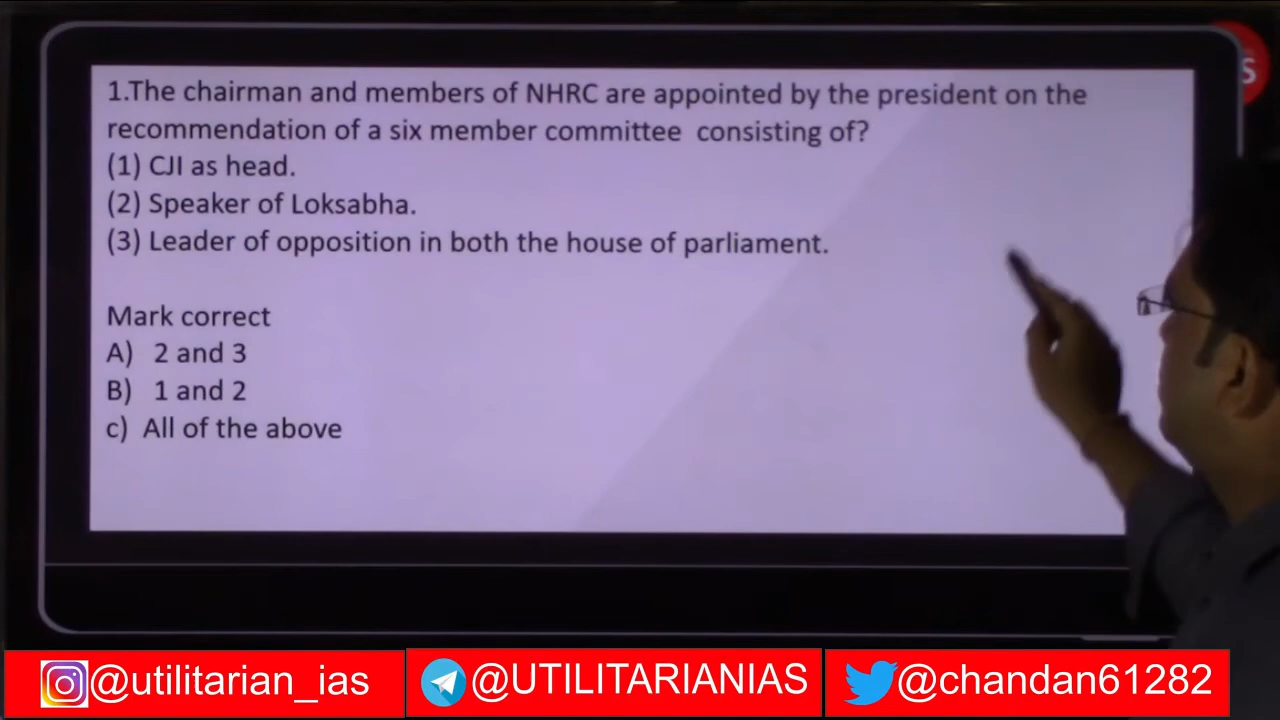 1.The chairman and members of NHRC are appointed by the president on the
recommendation of a six member committee consisting of?
(1) CJI as head.
(2) Speaker of Loksabha.
(3) Leader of opposition in both the house of parliament.
Mark correct
A) 2 and 3
B) 1 and 2
c) All of the above
S
@utilitarian_ias
@UTILITARIANIAS
@chandan61282